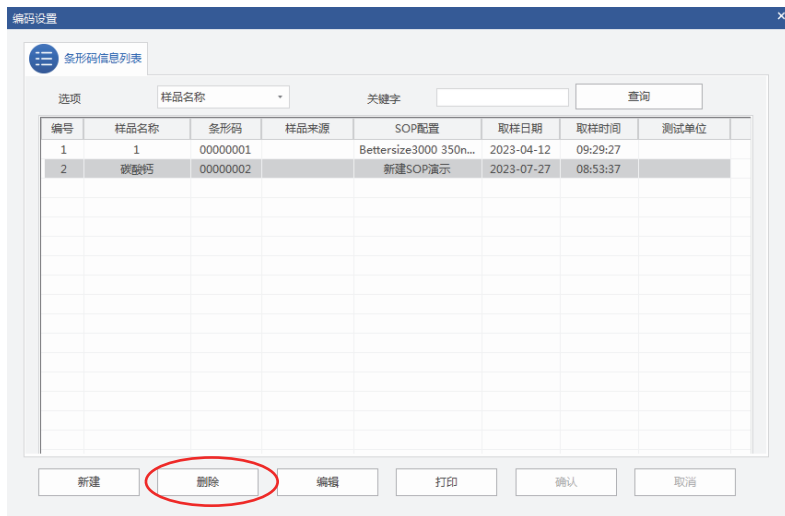 编码设置
条形码信息列表
选项 样品名称 关键字 查询
编号 样品名称 条形码 样品来源 SOP配置 取样日期 取样时间 测试单位
1 1 00000001 Bettersize3000 350n... 2023-04-12 09:29:27
2 碳酸钙 00000002 新建SOP演示 2023-07-27 08:53:37
新建 删除 编辑 打印 确认 取消